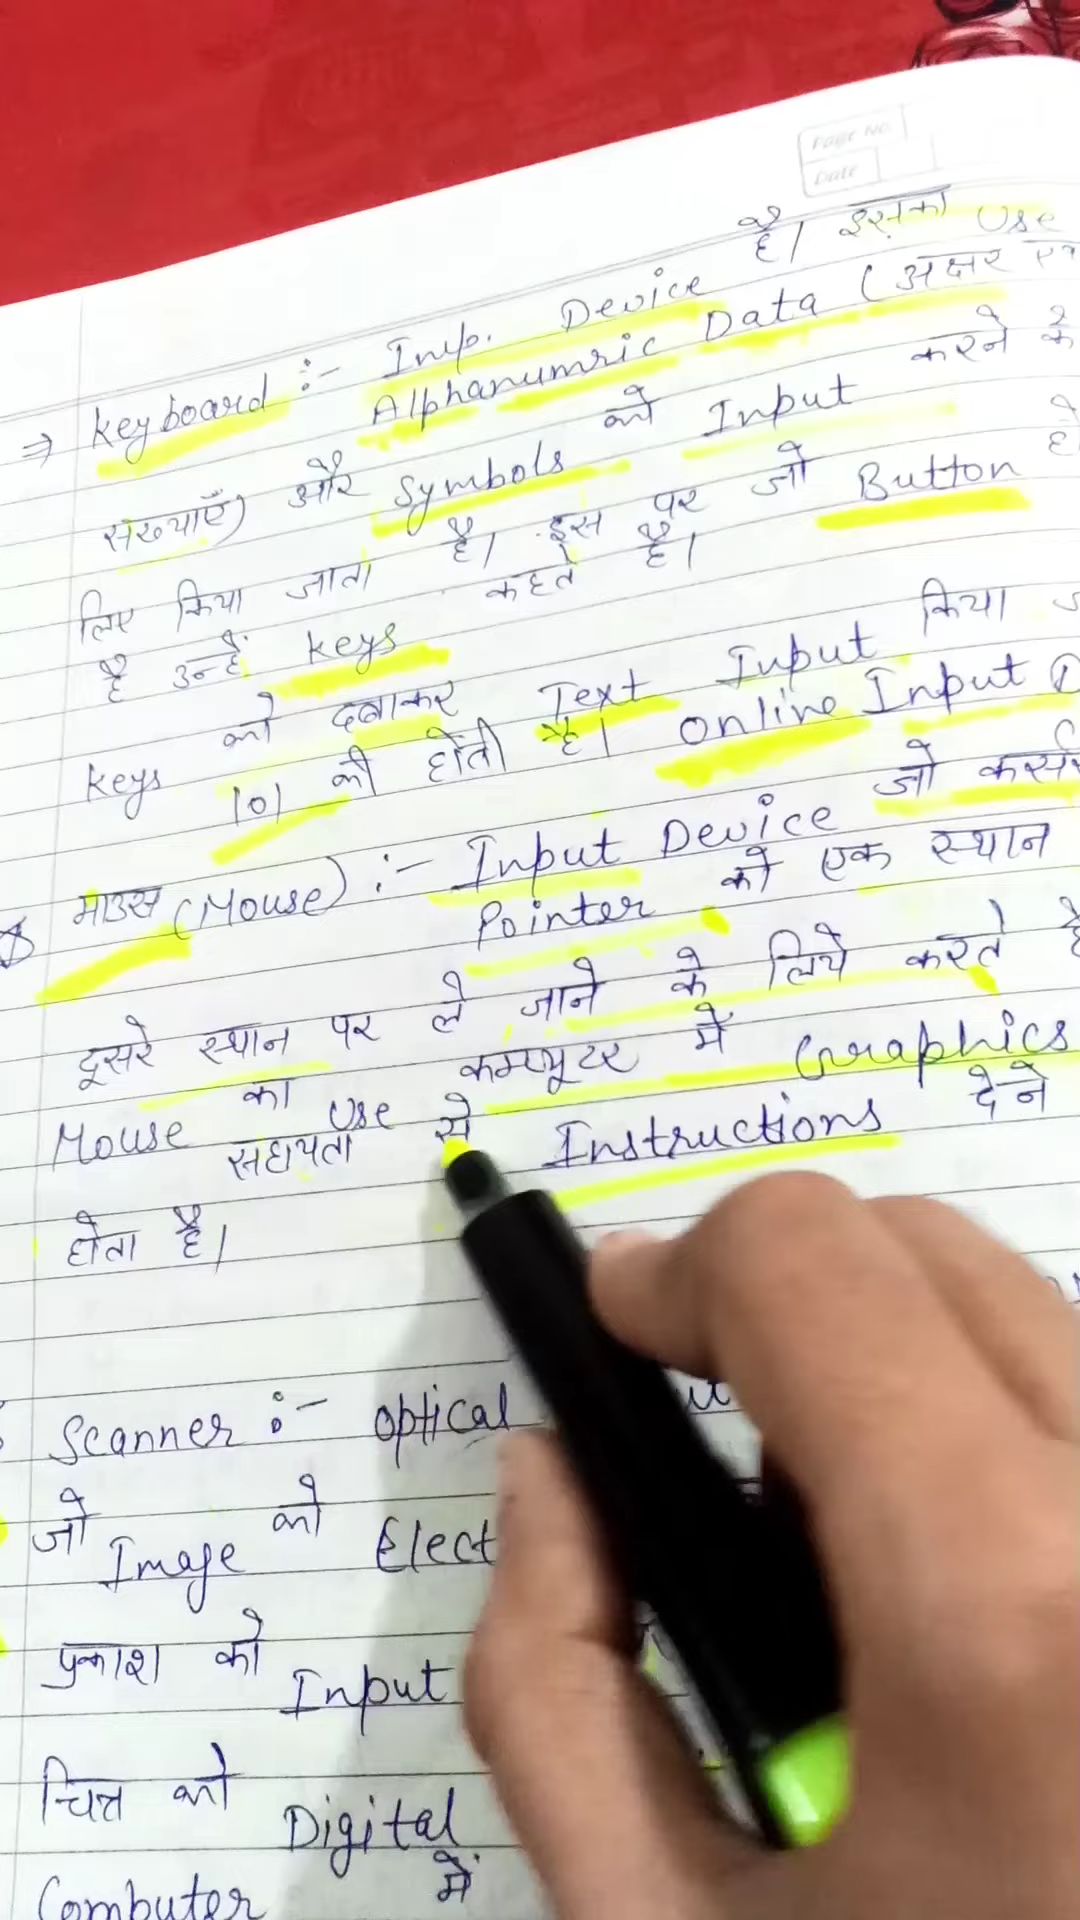 Page No.
Date
⇒ Keyboard :- Inp. Device है। इसका Use
Alphanumric Data (अक्षर
संख्याएँ) और Symbols को Input करने के
लिए किया जाता है। इस पर जो Button
है उन्हें Keys कहते है।
Keys को दबाकर Text Input किया
101 की होती है। Online Input
माउस (Mouse) :- Input Device जो कर्सर
Pointer को एक स्थान
दूसरे स्थान पर ले जाने के लिये करते है
Mouse का Use कम्प्यूटर में Graphics
सहायता से Instructions देने
होता है।
Scanner :- Optical
जो Image को Elect
प्रकाश को Input
चित्त को Digital
Computer में